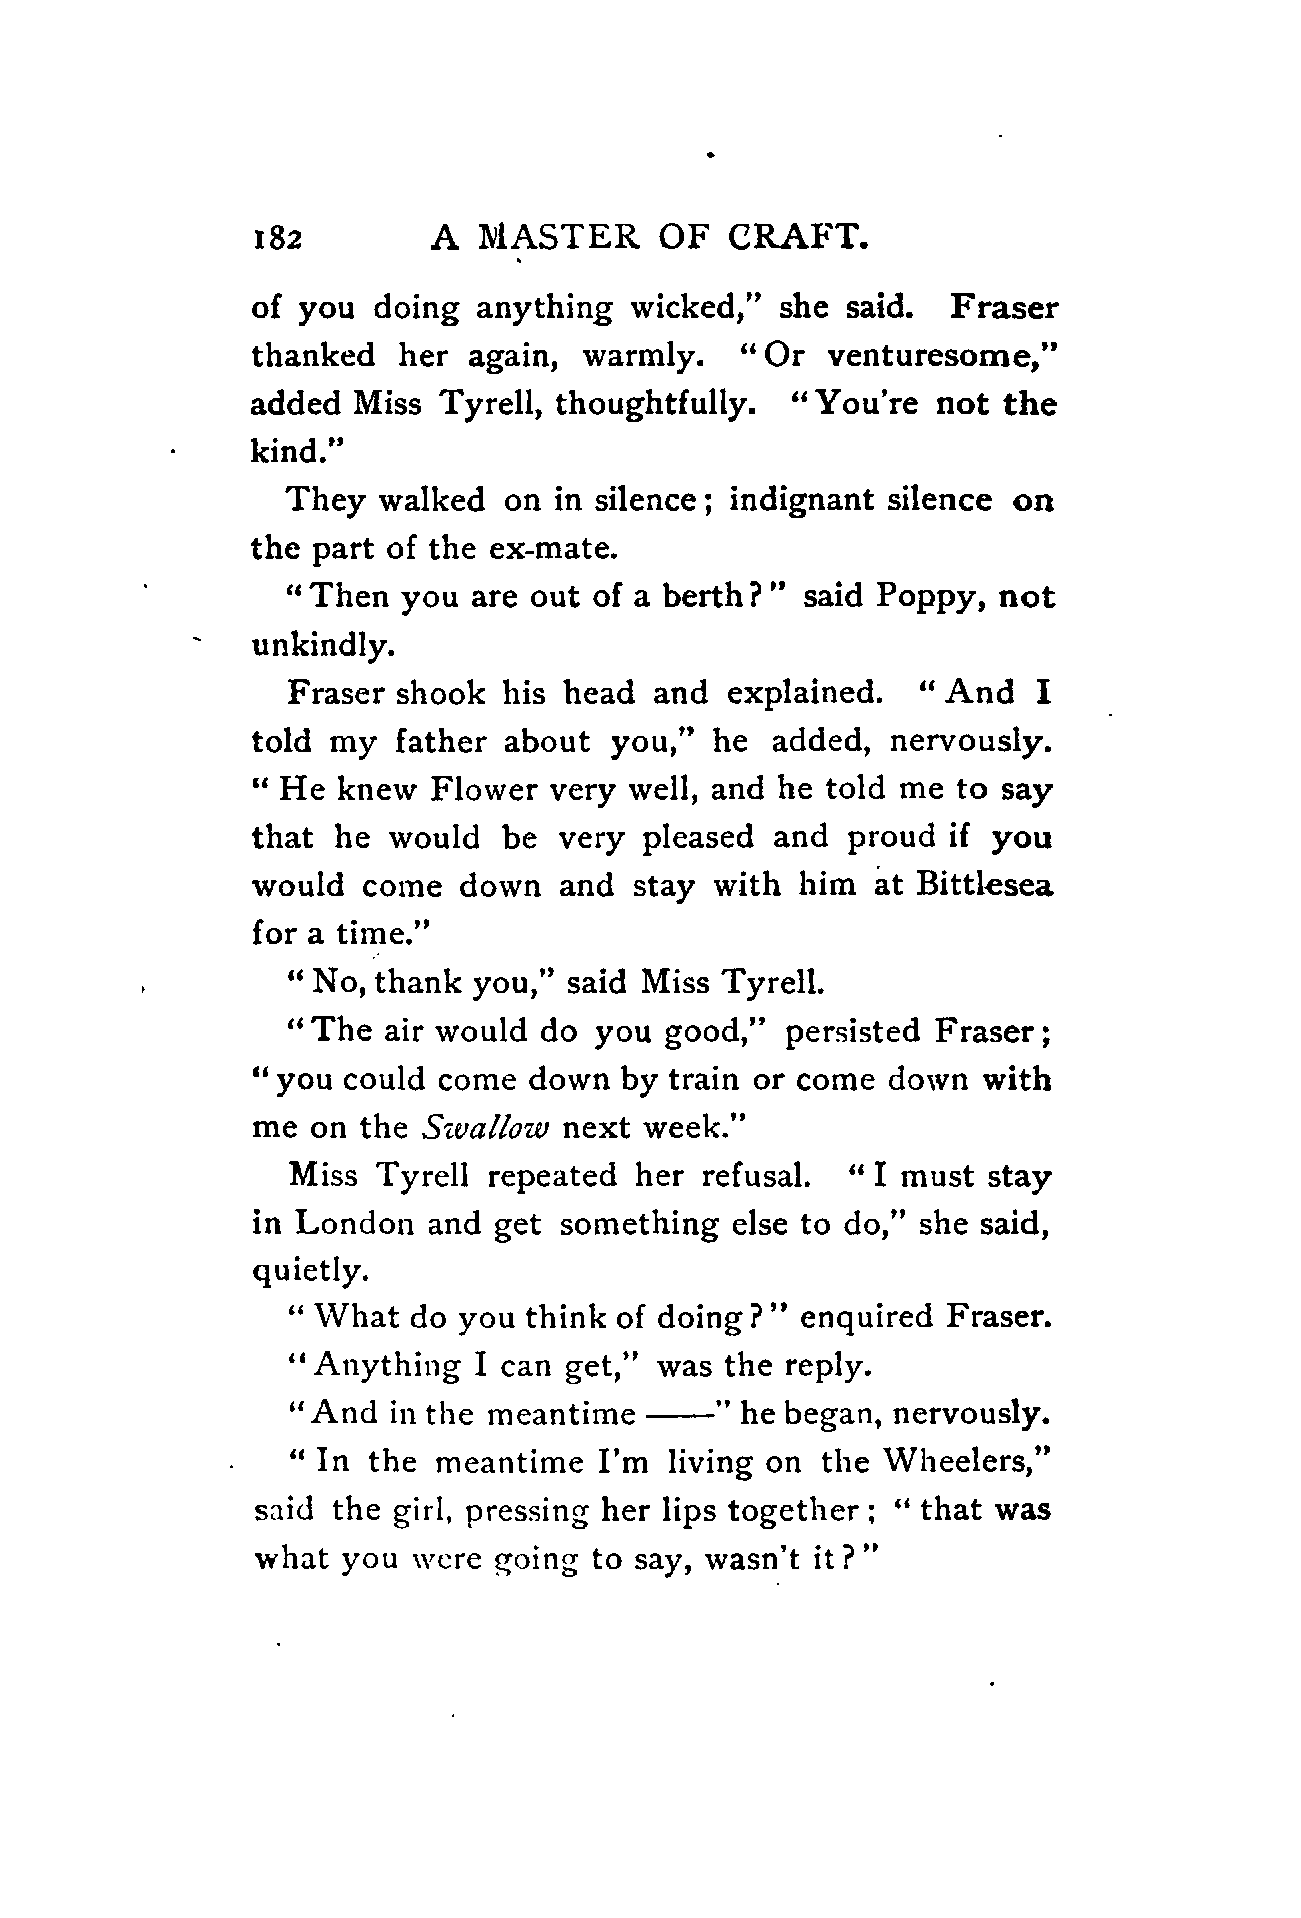 182 A MASTER OF CRAFT.
of you doing anything wicked," she said. Fraser
thanked her again, warmly. "Or venturesome,"
added Miss Tyrell, thoughtfully. "You're not the
kind."
They walked on in silence; indignant silence on
the part of the ex-mate.
"Then you are out of a berth?" said Poppy, not
unkindly.
Fraser shook his head and explained. "And I
told my father about you," he added, nervously.
"He knew Flower very well, and he told me to say
that he would be very pleased and proud if you
would come down and stay with him at Bittlesea
for a time."
"No, thank you," said Miss Tyrell.
"The air would do you good," persisted Fraser;
"you could come down by train or come down with
me on the Swallow next week."
Miss Tyrell repeated her refusal. "I must stay
in London and get something else to do," she said,
quietly.
"What do you think of doing?" enquired Fraser.
"Anything I can get," was the reply.
"And in the meantime ——" he began, nervously.
"In the meantime I'm living on the Wheelers,"
said the girl, pressing her lips together; "that was
what you were going to say, wasn't it?"